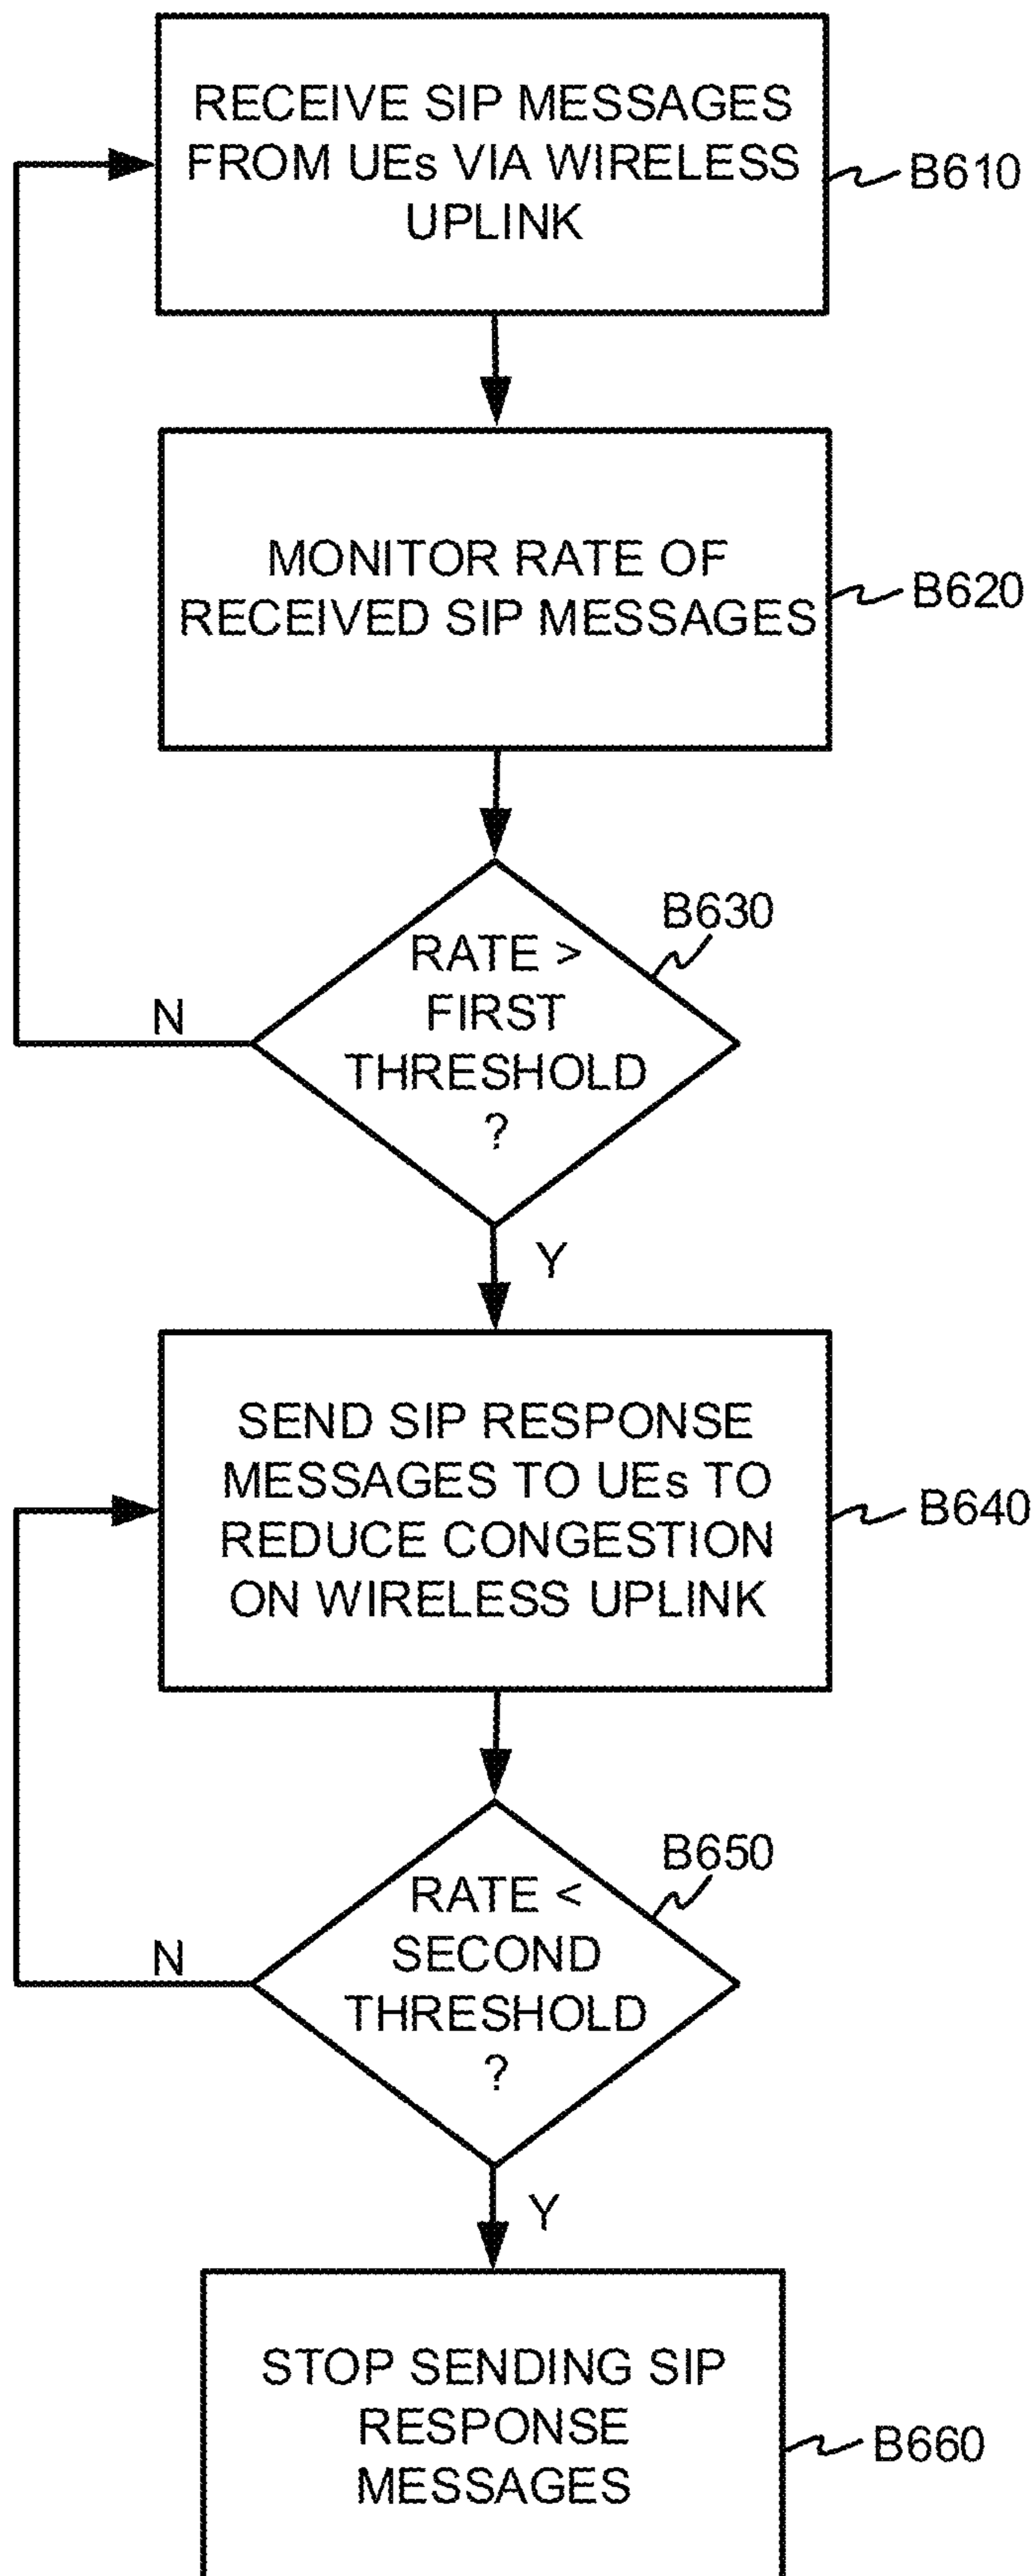 RECEIVE SIP MESSAGES
FROM UEs VIA WIRELESS
UPLINK
B610
MONITOR RATE OF
RECEIVED SIP MESSAGES
B620
B630
RATE >
FIRST
THRESHOLD
?
N
Y
SEND SIP RESPONSE
MESSAGES TO UEs TO
REDUCE CONGESTION
ON WIRELESS UPLINK
B640
B650
RATE <
SECOND
THRESHOLD
?
N
Y
STOP SENDING SIP
RESPONSE
MESSAGES
B660